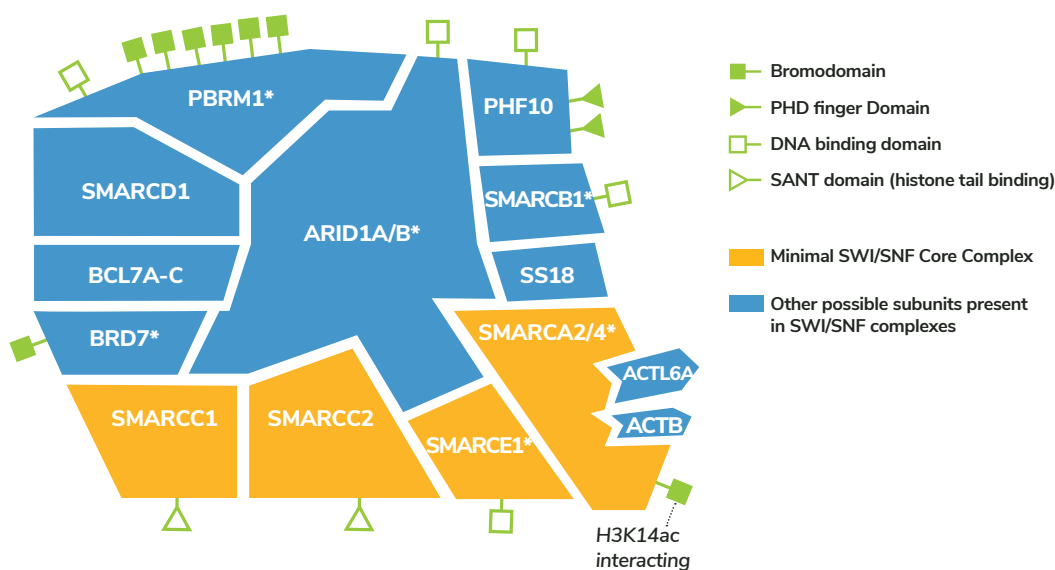 PBRM1*
PHF10
SMARCD1
SMARCB1*
ARID1A/B*
BCL7A-C
SS18
BRD7*
SMARCA2/4*
ACTL6A
SMARCC1
SMARCC2
ACTB
SMARCE1*
H3K14ac
interacting
Bromodomain
PHD finger Domain
DNA binding domain
SANT domain (histone tail binding)
Minimal SWI/SNF Core Complex
Other possible subunits present
in SWI/SNF complexes